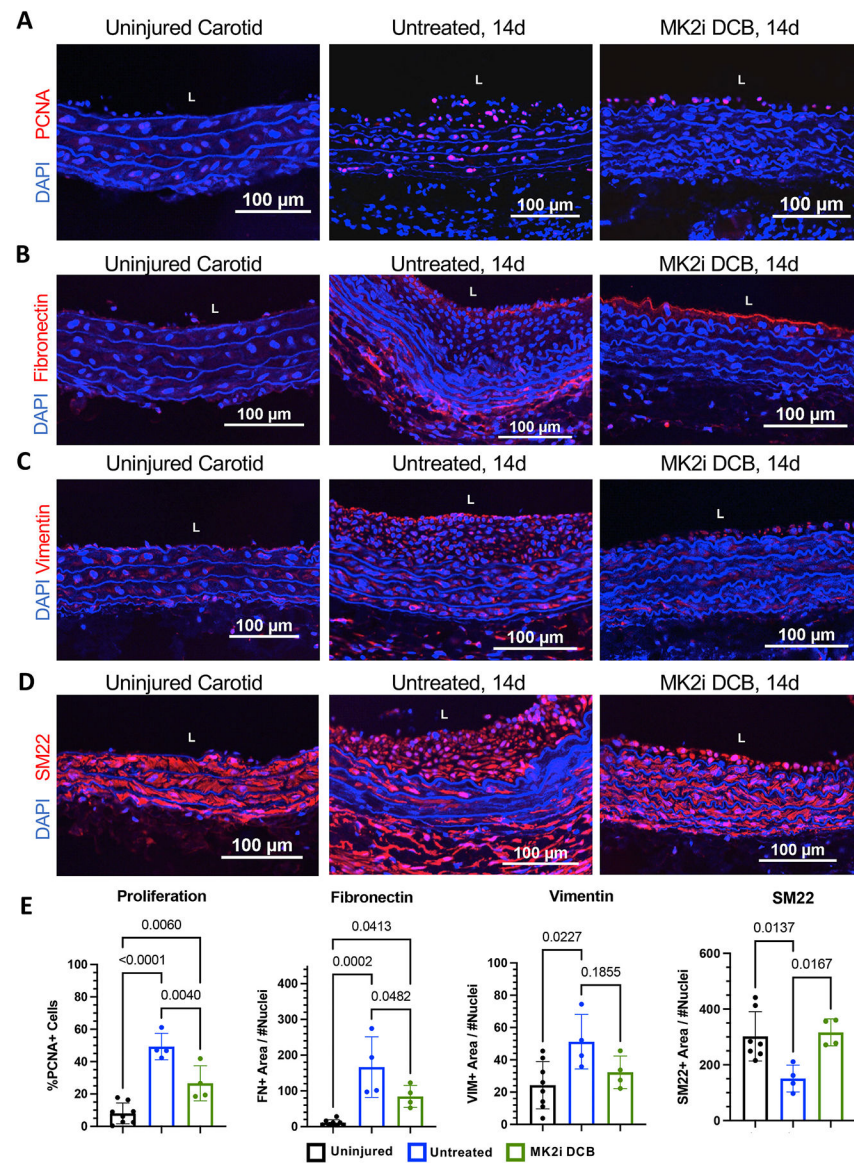 A
Uninjured Carotid
Untreated, 14d
MK2i DCB, 14d
DAPI PCNA
L
L
L
100 µm
100 µm
100 µm
B
Uninjured Carotid
Untreated, 14d
MK2i DCB, 14d
DAPI Fibronectin
L
L
L
100 µm
100 µm
100 µm
C
Uninjured Carotid
Untreated, 14d
MK2i DCB, 14d
DAPI Vimentin
L
L
L
100 µm
100 µm
100 µm
D
Uninjured Carotid
Untreated, 14d
MK2i DCB, 14d
DAPI SM22
L
L
L
100 µm
100 µm
100 µm
E
Proliferation
0.0060
<0.0001
0.0040
%PCNA+ Cells
100
80
60
40
20
0
Fibronectin
0.0413
0.0002
0.0482
FN+ Area / #Nuclei
400
300
200
100
0
Vimentin
0.0227
0.1855
VIM+ Area / #Nuclei
100
80
60
40
20
0
SM22
0.0137
0.0167
SM22+ Area / #Nuclei
600
400
200
0
Uninjured
Untreated
MK2i DCB